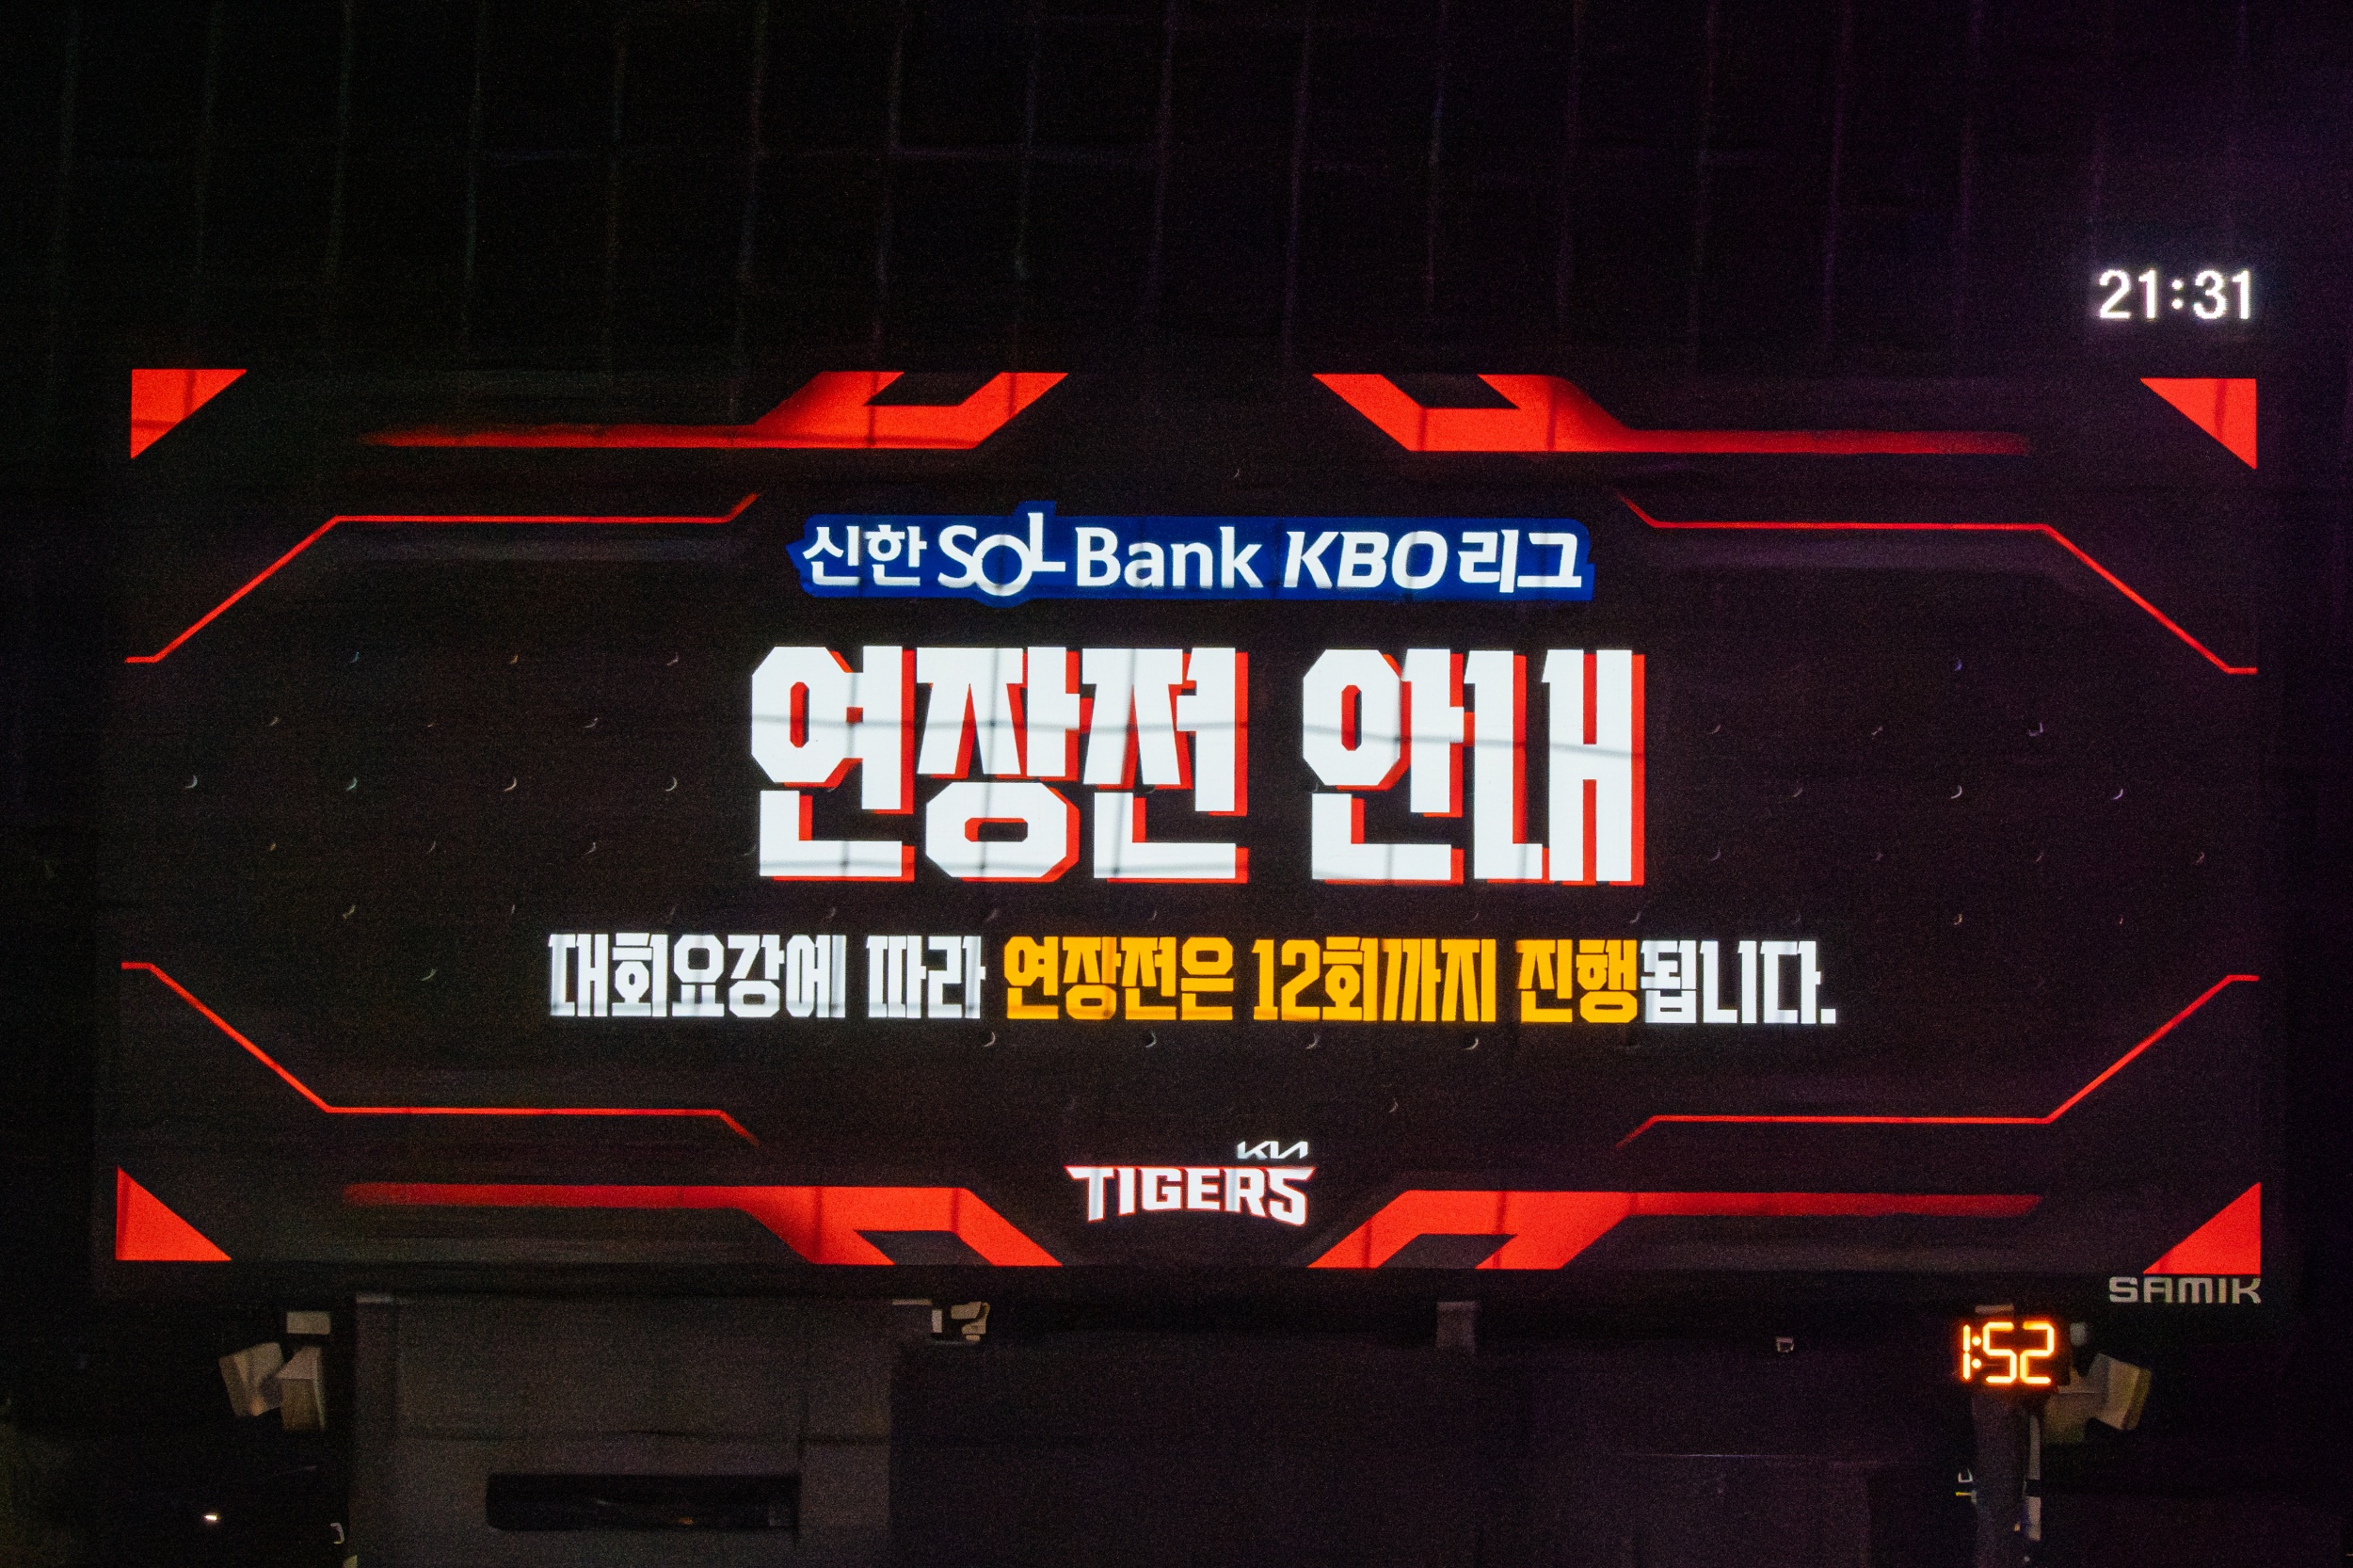 21:31
신한 SOL Bank KBO 리그
연장전 안내
대회요강에 따라 연장전은 12회까지 진행됩니다.
KIA
TIGERS
SAMIK
1:52